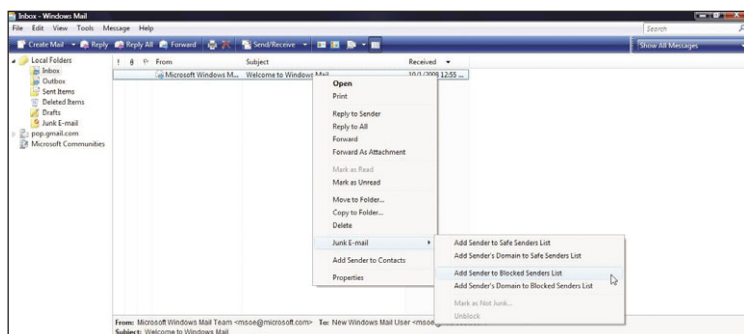 Inbox - Windows Mail
File Edit View Tools Message Help
Search
Create Mail Reply Reply All Forward Send/Receive
Show All Messages
Local Folders
Inbox
Outbox
Sent Items
Deleted Items
Drafts
Junk E-mail
pop.gmail.com
Microsoft Communities
! From Subject Received
Microsoft Windows M... Welcome to Windows Mail 10/1/2008 12:55 ...
Open
Print
Reply to Sender
Reply to All
Forward
Forward As Attachment
Mark as Read
Mark as Unread
Move to Folder...
Copy to Folder...
Delete
Junk E-mail
Add Sender to Contacts
Properties
Add Sender to Safe Senders List
Add Sender's Domain to Safe Senders List
Add Sender to Blocked Senders List
Add Sender's Domain to Blocked Senders List
Mark as Not Junk...
Unblock
From: Microsoft Windows Mail Team <msoe@microsoft.com> To: New Windows Mail User
Subject: Welcome to Windows Mail